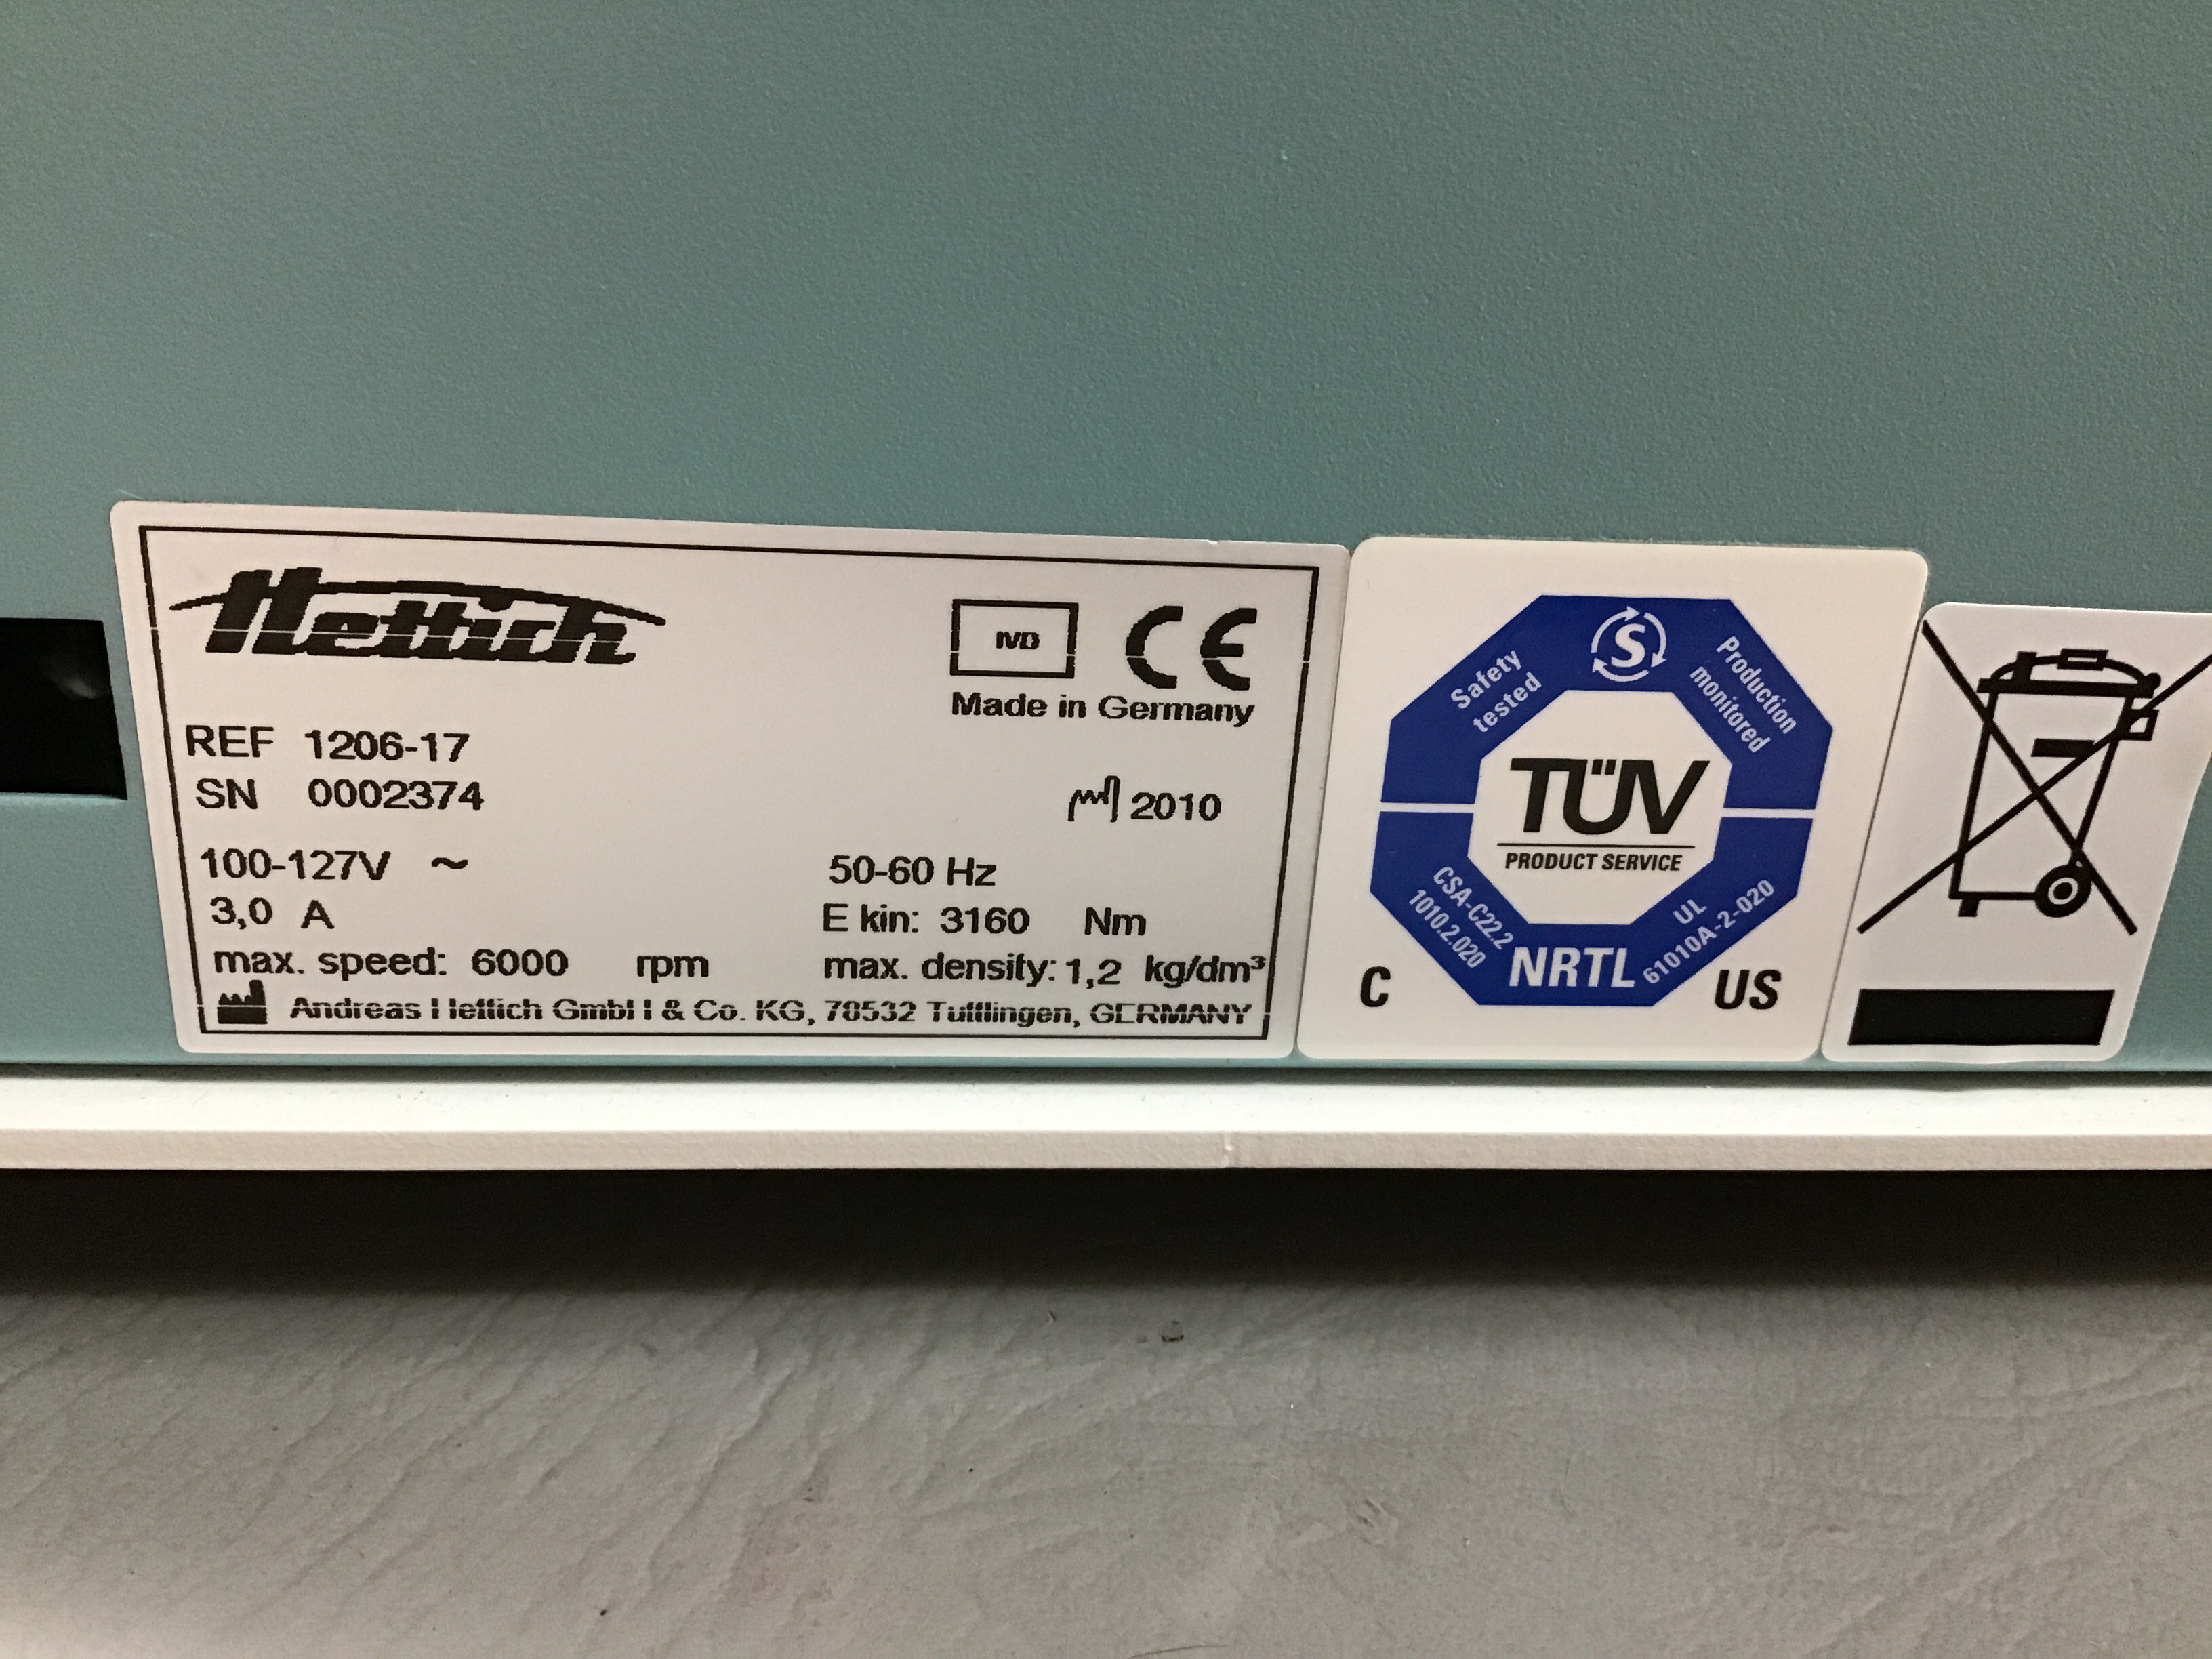 Hettich
IVD CE
Made in Germany
REF 1206-17
SN 0002374
2010
100-127V ~ 50-60 Hz
3,0 A E kin: 3160 Nm
max. speed: 6000 rpm max. density: 1,2 kg/dm³
Andreas Hettich GmbH & Co. KG, 78532 Tuttlingen, GERMANY
Safety
tested
S
Production
monitored
TÜV
PRODUCT SERVICE
CSA-C22.2
1010.2.020
NRTL
UL
61010A-2-020
C US